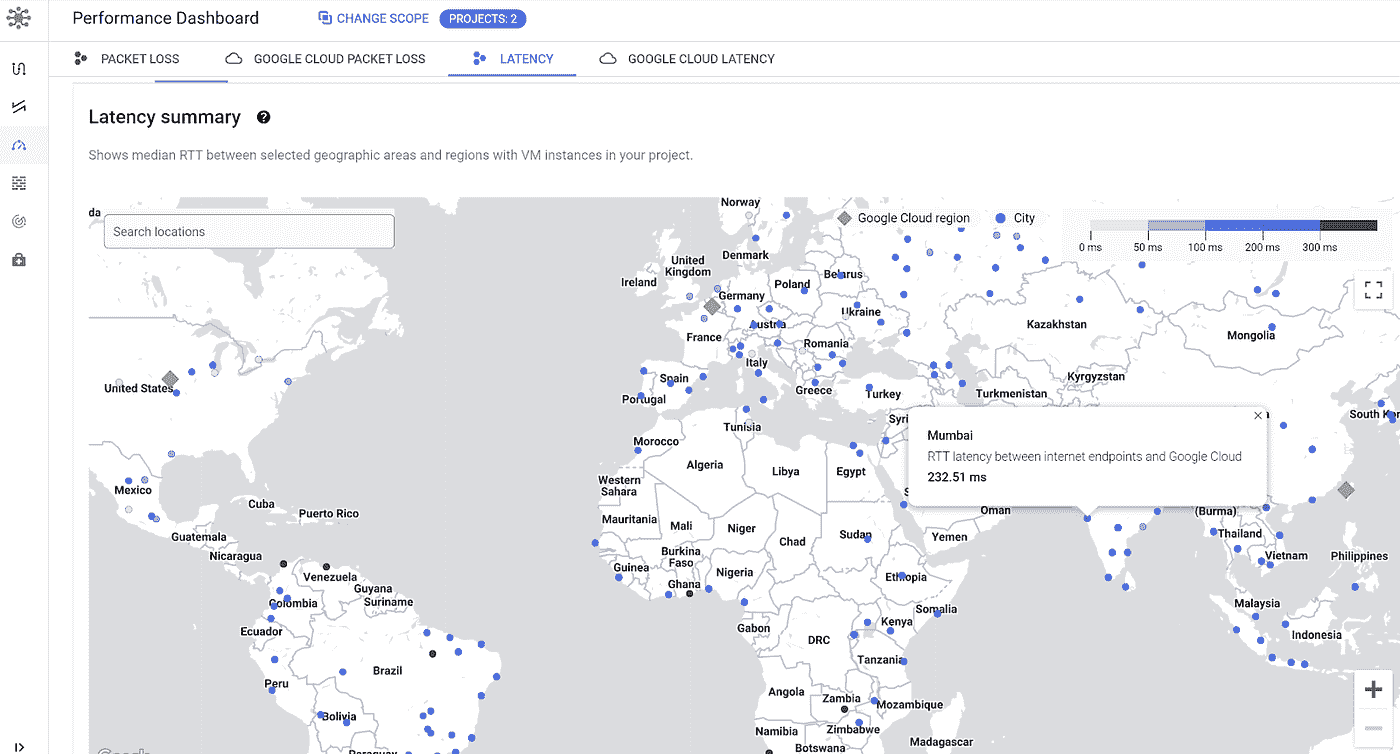 Performance Dashboard
CHANGE SCOPE
PROJECTS: 2
PACKET LOSS
GOOGLE CLOUD PACKET LOSS
LATENCY
GOOGLE CLOUD LATENCY
Latency summary
Shows median RTT between selected geographic areas and regions with VM instances in your project.
da
Search locations
Norway
Google Cloud region
City
0 ms
50 ms
100 ms
200 ms
300 ms
Denmark
United
Kingdom
Ireland
Belarus
Poland
Germany
Ukraine
Austria
Kazakhstan
Mongolia
France
Romania
Italy
Kyrgyzstan
United States
Spain
Greece
Turkey
Turkmenistan
Portugal
South Kor
Tunisia
Syri
Mumbai
RTT latency between internet endpoints and Google Cloud
232.51 ms
Morocco
Algeria
Libya
Egypt
Western
Sahara
Mexico
Cuba
Puerto Rico
Oman
(Burma)
Mauritania
Mali
Niger
Chad
Sudan
Yemen
Thailand
Guatemala
Nicaragua
Burkina
Faso
Vietnam
Philippines
Guinea
Nigeria
Ghana
Ethiopia
Venezuela
Guyana
Suriname
Colombia
Somalia
Malaysia
Ecuador
Gabon
DRC
Kenya
Indonesia
Tanzania
Brazil
Peru
Angola
Zambia
Mozambique
Bolivia
Namibia
Zimbabwe
Madagascar
Botswana
Paraguay
Google